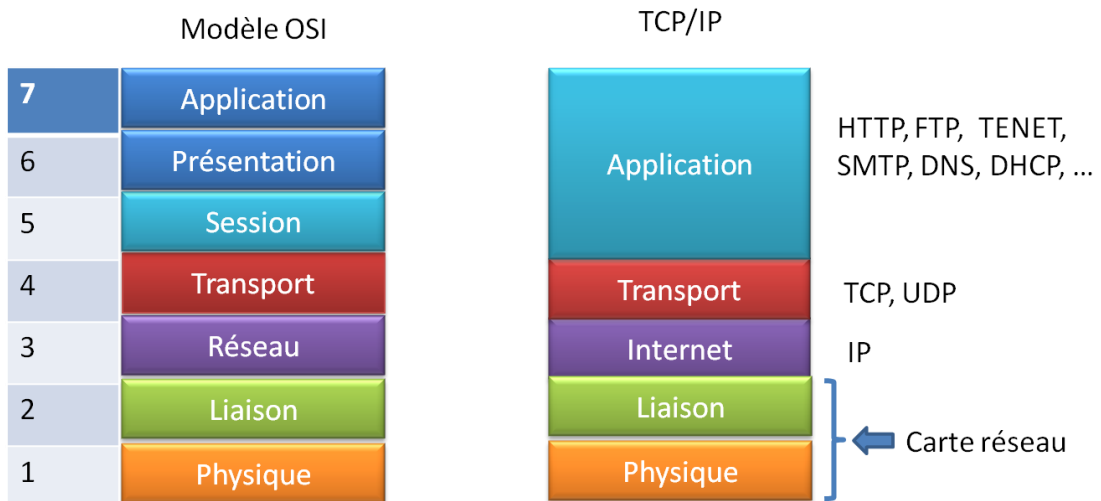 Modèle OSI
TCP/IP
7
Application
6
Présentation
5
Session
4
Transport
3
Réseau
2
Liaison
1
Physique
Application
HTTP, FTP, TENET,
SMTP, DNS, DHCP, ...
Transport
TCP, UDP
Internet
IP
Liaison
Physique
Carte réseau